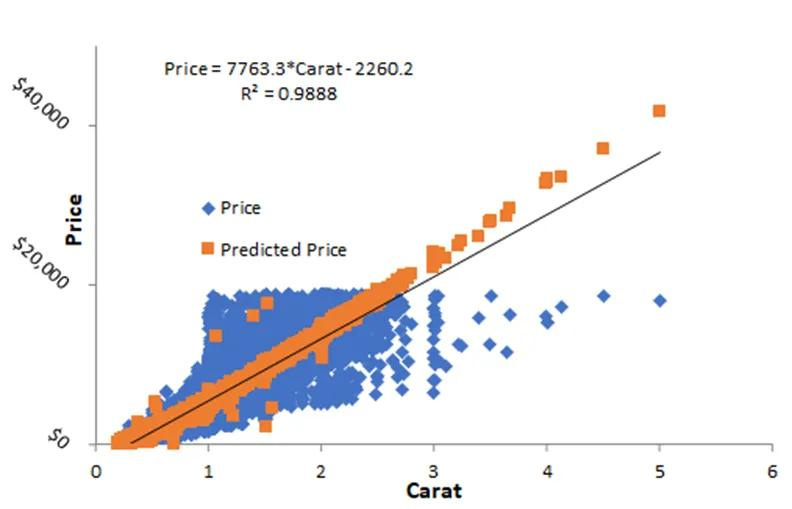 Price = 7763.3*Carat - 2260.2
R² = 0.9888
$40,000
Price
Price
Predicted Price
$20,000
$0
0 1 2 3 4 5 6
Carat